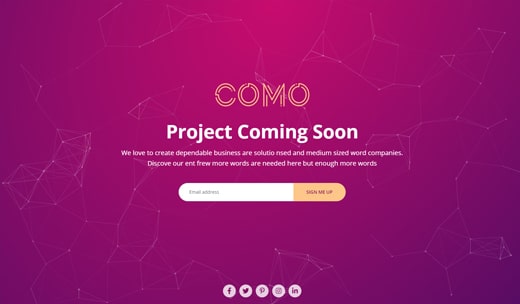 COMO
Project Coming Soon
We love to create dependable business are solutio nsed and medium sized word companies.
Discove our ent frew more words are needed here but enough more words
Email address
SIGN ME UP